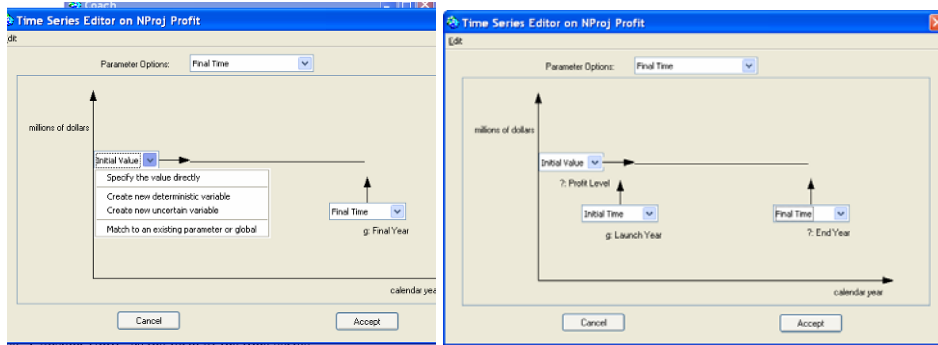 Coach
Time Series Editor on NProj Profit
dit
Parameter Options: Final Time
millions of dollars
Initial Value
Specify the value directly
Create new deterministic variable
Create new uncertain variable
Match to an existing parameter or global
Final Time
g: Final Year
calendar yea
Cancel Accept
Time Series Editor on NProj Profit
Edit
Parameter Options: Final Time
millions of dollars
Initial Value
?: Profit Level
Initial Time Final Time
g: Launch Year ?: End Year
calendar year
Cancel Accept